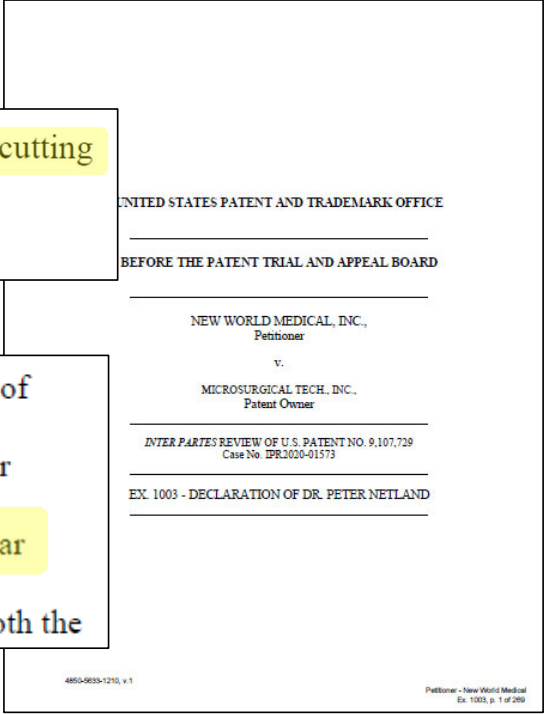 cutting
UNITED STATES PATENT AND TRADEMARK OFFICE
BEFORE THE PATENT TRIAL AND APPEAL BOARD
NEW WORLD MEDICAL, INC.,
Petitioner
v.
MICROSURGICAL TECH., INC.,
Patent Owner
of
r
ar
oth the
INTER PARTES REVIEW OF U.S. PATENT NO. 9,107,729
Case No. IPR2020-01573
EX. 1003 - DECLARATION OF DR. PETER NETLAND
4850-5633-1210, v.1
Petitioner - New World Medical
Ex. 1003, p. 1 of 269